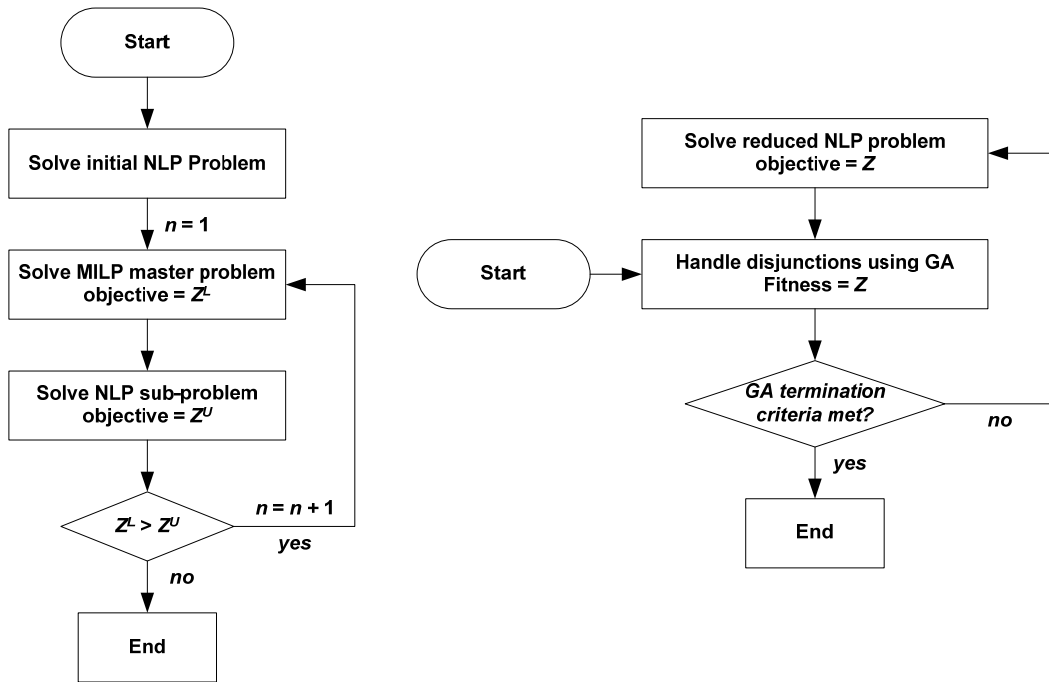 Start
Solve initial NLP Problem
n = 1
Solve MILP master problem
objective = Z^L
Solve NLP sub-problem
objective = Z^U
Z^L > Z^U
n = n + 1
yes
no
End
Solve reduced NLP problem
objective = Z
Start
Handle disjunctions using GA
Fitness = Z
GA termination
criteria met?
no
yes
End